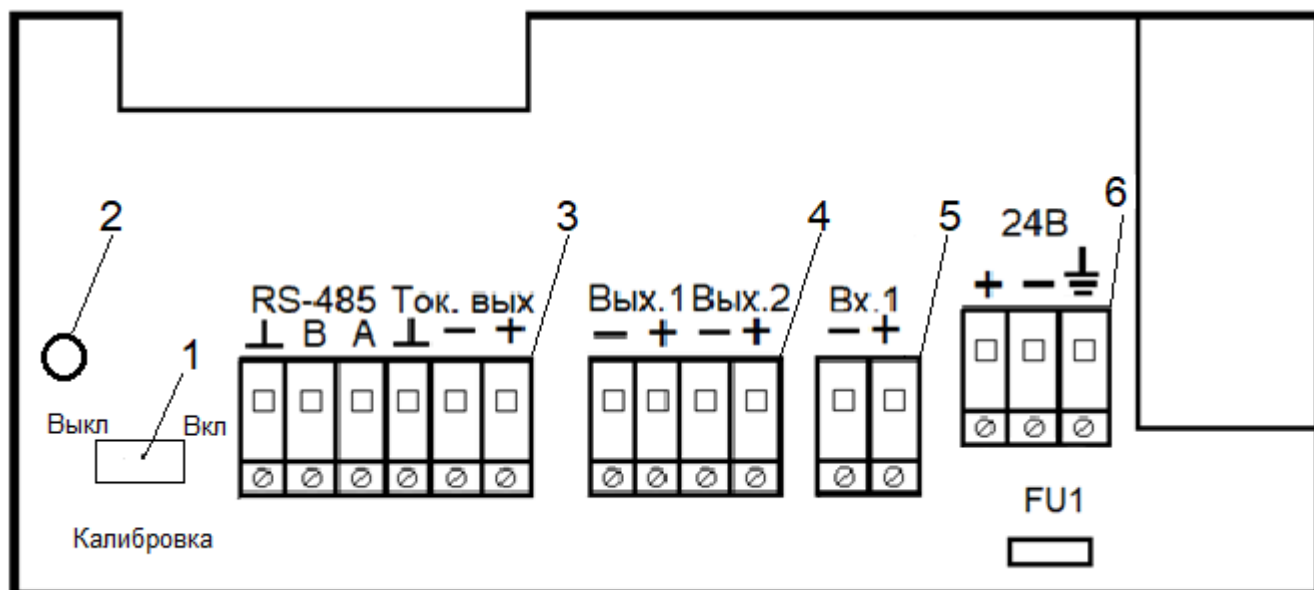 2
3
4
5
6
24В
+ −
RS-485 Ток. вых
Вых.1 Вых.2
Вх.1
⊥ B A ⊥ − +
− + − +
− +
1
Выкл
Вкл
Калибровка
FU1